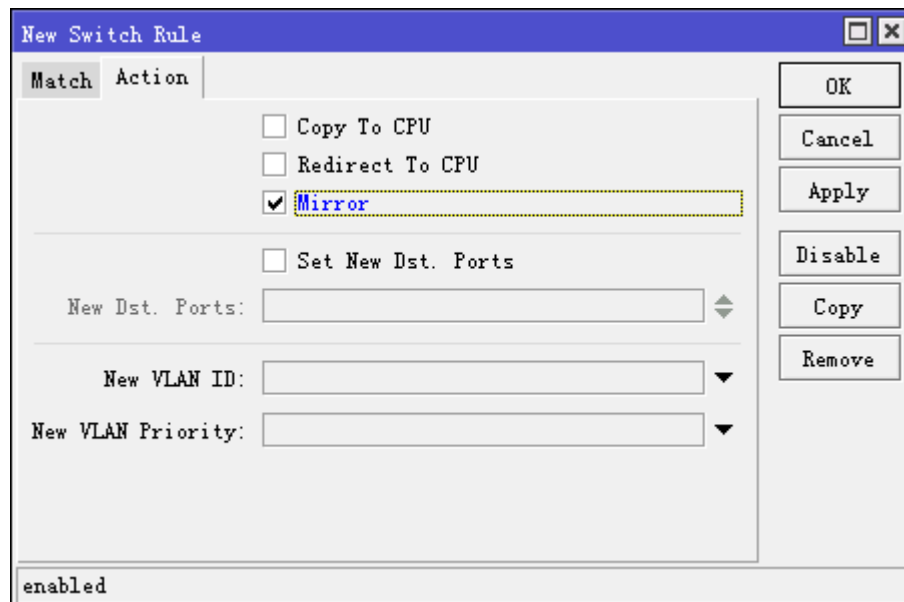 New Switch Rule
Match Action
OK
Copy To CPU
Cancel
Redirect To CPU
Mirror
Apply
Set New Dst. Ports
Disable
New Dst. Ports:
Copy
Remove
New VLAN ID:
New VLAN Priority:
enabled